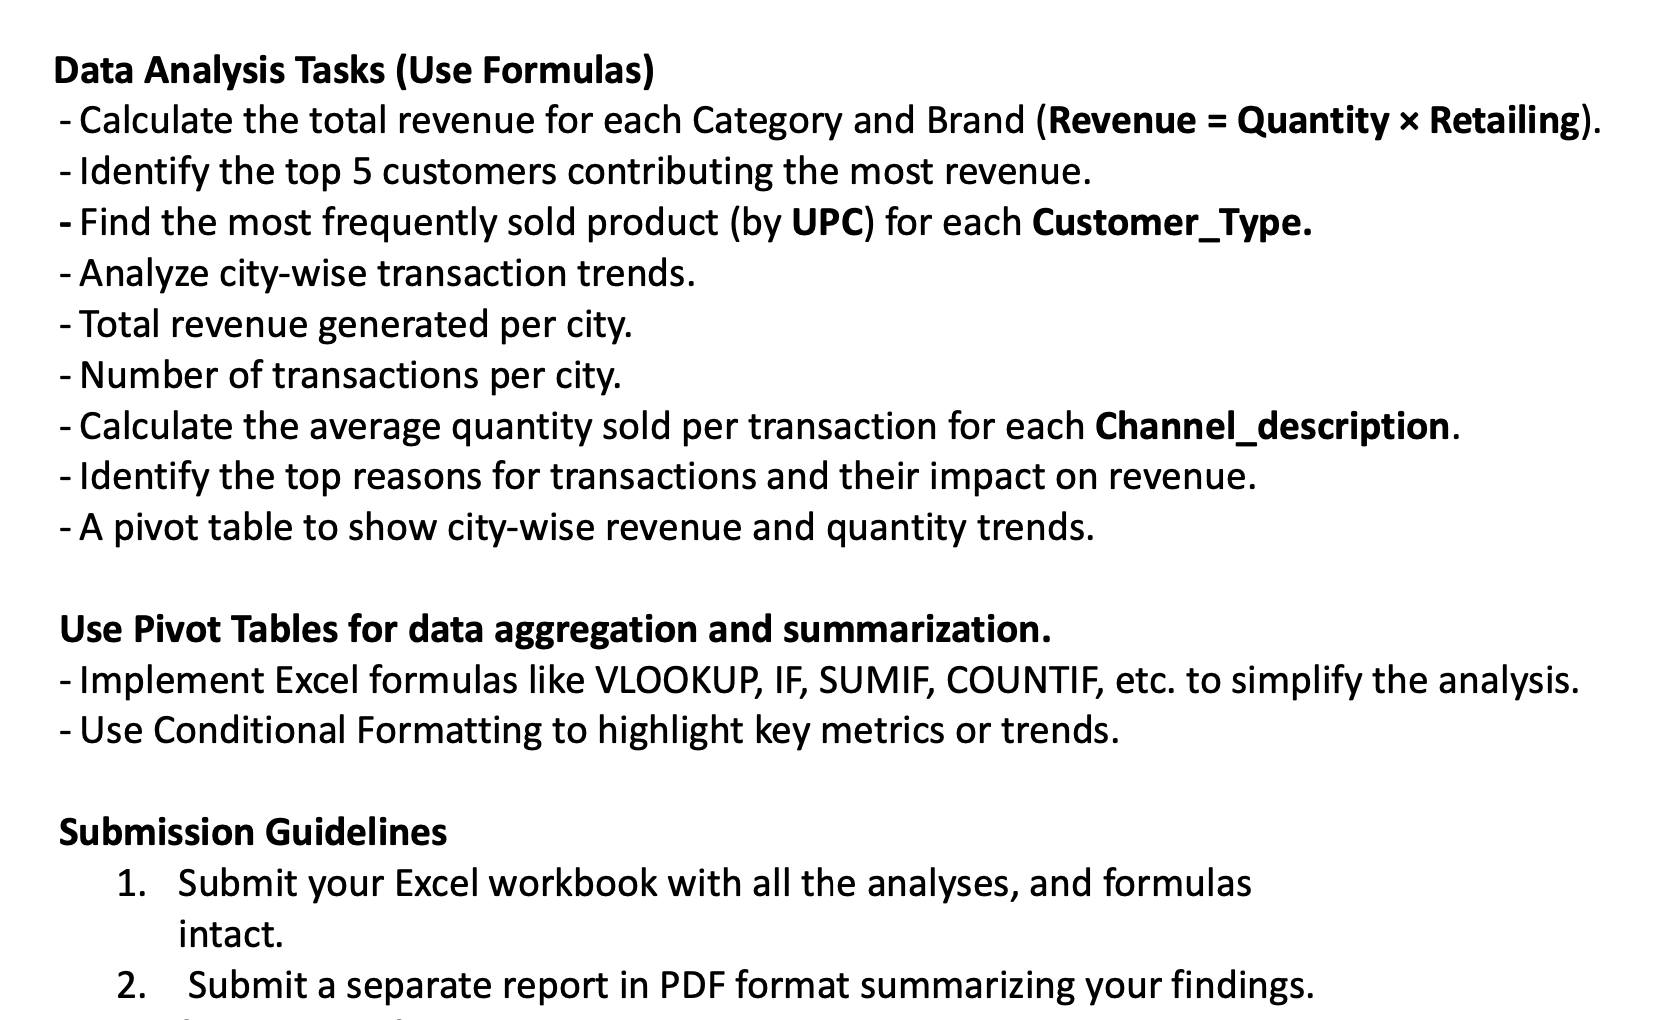 Data Analysis Tasks (Use Formulas)
- Calculate the total revenue for each Category and Brand (Revenue = Quantity × Retailing).
- Identify the top 5 customers contributing the most revenue.
- Find the most frequently sold product (by UPC) for each Customer_Type.
- Analyze city-wise transaction trends.
- Total revenue generated per city.
- Number of transactions per city.
- Calculate the average quantity sold per transaction for each Channel_description.
- Identify the top reasons for transactions and their impact on revenue.
- A pivot table to show city-wise revenue and quantity trends.
Use Pivot Tables for data aggregation and summarization.
- Implement Excel formulas like VLOOKUP, IF, SUMIF, COUNTIF, etc. to simplify the analysis.
- Use Conditional Formatting to highlight key metrics or trends.
Submission Guidelines
1. Submit your Excel workbook with all the analyses, and formulas
intact.
2. Submit a separate report in PDF format summarizing your findings.